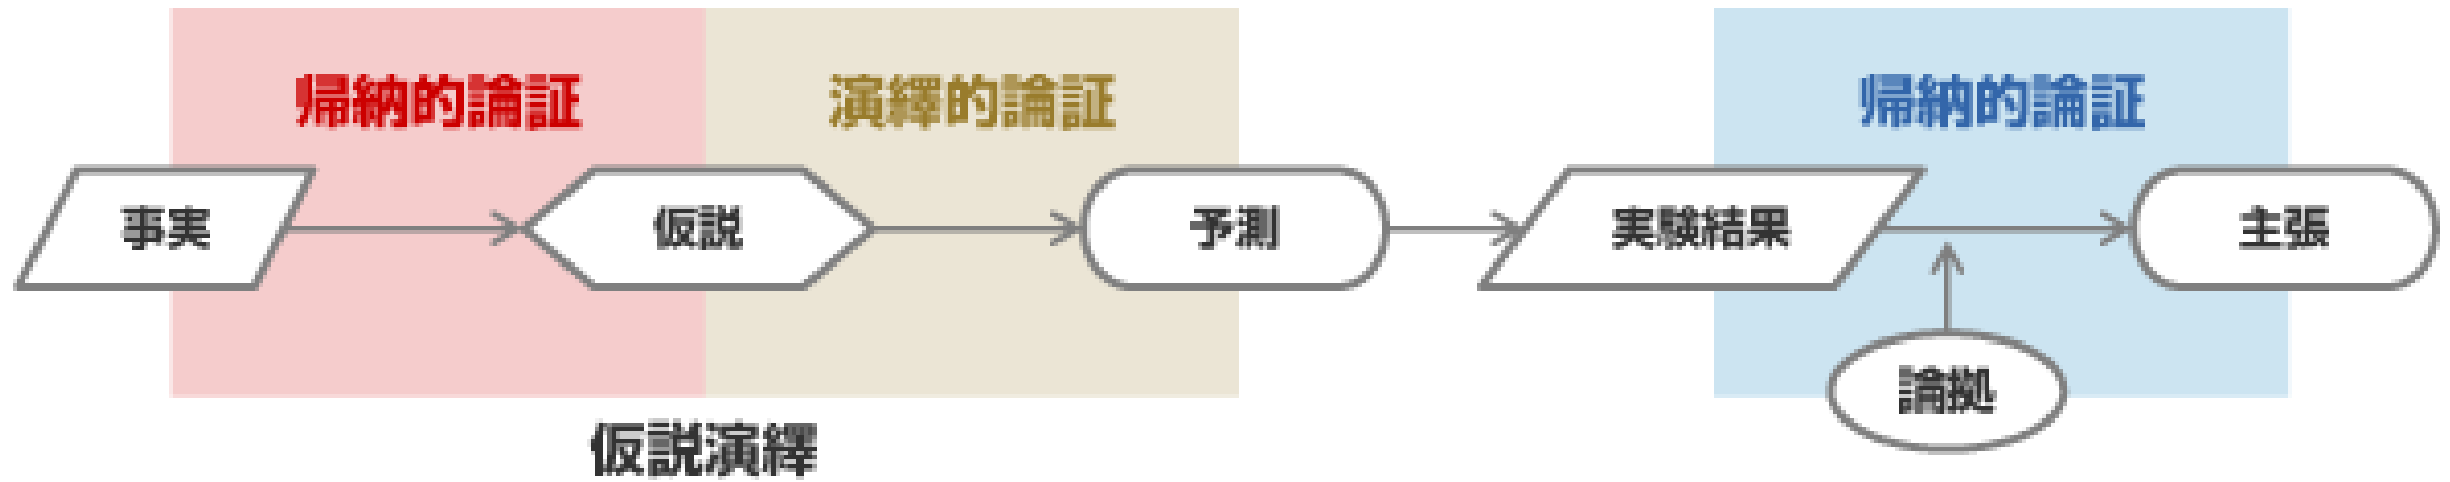 帰納的論証
演繹的論証
帰納的論証
事実
仮説
予測
実験結果
主張
論拠
仮説演繹